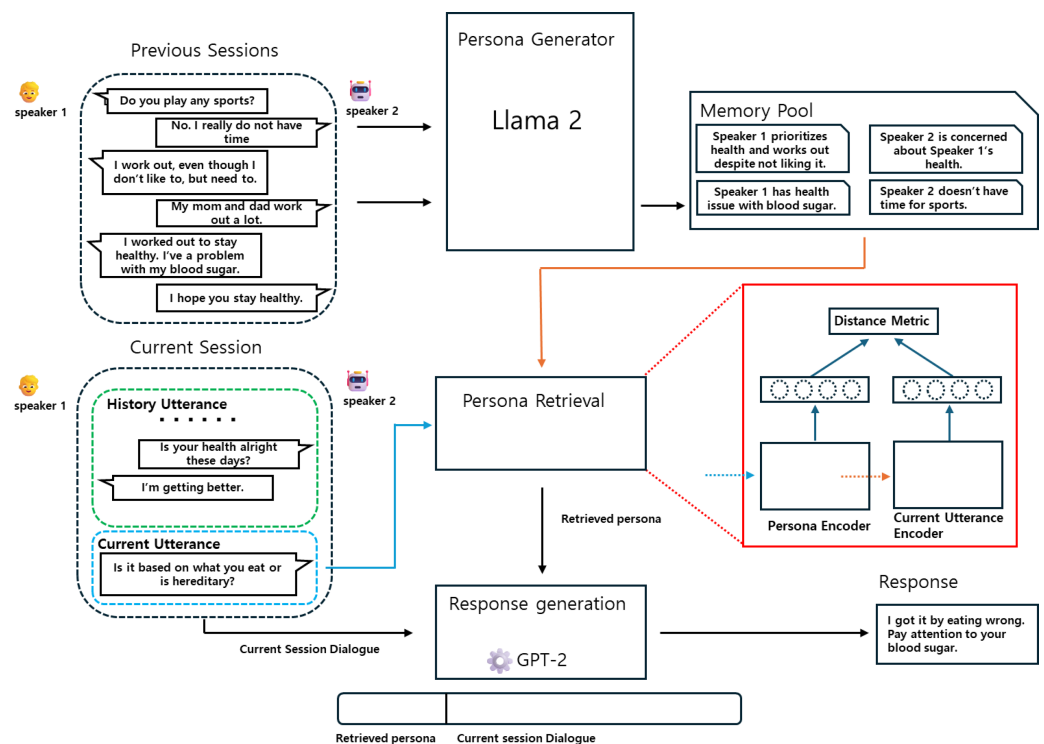 Previous Sessions
speaker 1
speaker 2
Do you play any sports?
No. I really do not have
time
I work out, even though I
don't like to, but need to.
My mom and dad work
out a lot.
I worked out to stay
healthy. I've a problem
with my blood sugar.
I hope you stay healthy.
Persona Generator
Llama 2
Memory Pool
Speaker 1 prioritizes
health and works out
despite not liking it.
Speaker 2 is concerned
about Speaker 1's
health.
Speaker 1 has health
issue with blood sugar.
Speaker 2 doesn't have
time for sports.
Current Session
speaker 1
speaker 2
History Utterance
Is your health alright
these days?
I'm getting better.
Current Utterance
Is it based on what you eat or
is hereditary?
Persona Retrieval
Retrieved persona
Distance Metric
Persona Encoder
Current Utterance
Encoder
Current Session Dialogue
Response generation
GPT-2
Response
I got it by eating wrong.
Pay attention to your
blood sugar.
Retrieved persona
Current session Dialogue